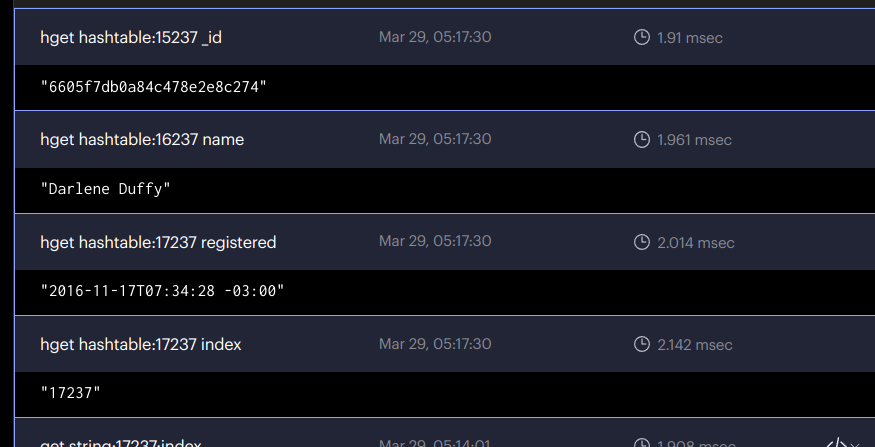 hget hashtable:15237 _id Mar 29, 05:17:30 1.91 msec
"6605f7db0a84c478e2e8c274"
hget hashtable:16237 name Mar 29, 05:17:30 1.961 msec
"Darlene Duffy"
hget hashtable:17237 registered Mar 29, 05:17:30 2.014 msec
"2016-11-17T07:34:28 -03:00"
hget hashtable:17237 index Mar 29, 05:17:30 2.142 msec
"17237"
get string:17237:index Mar 29, 05:14:01 1.908 msec